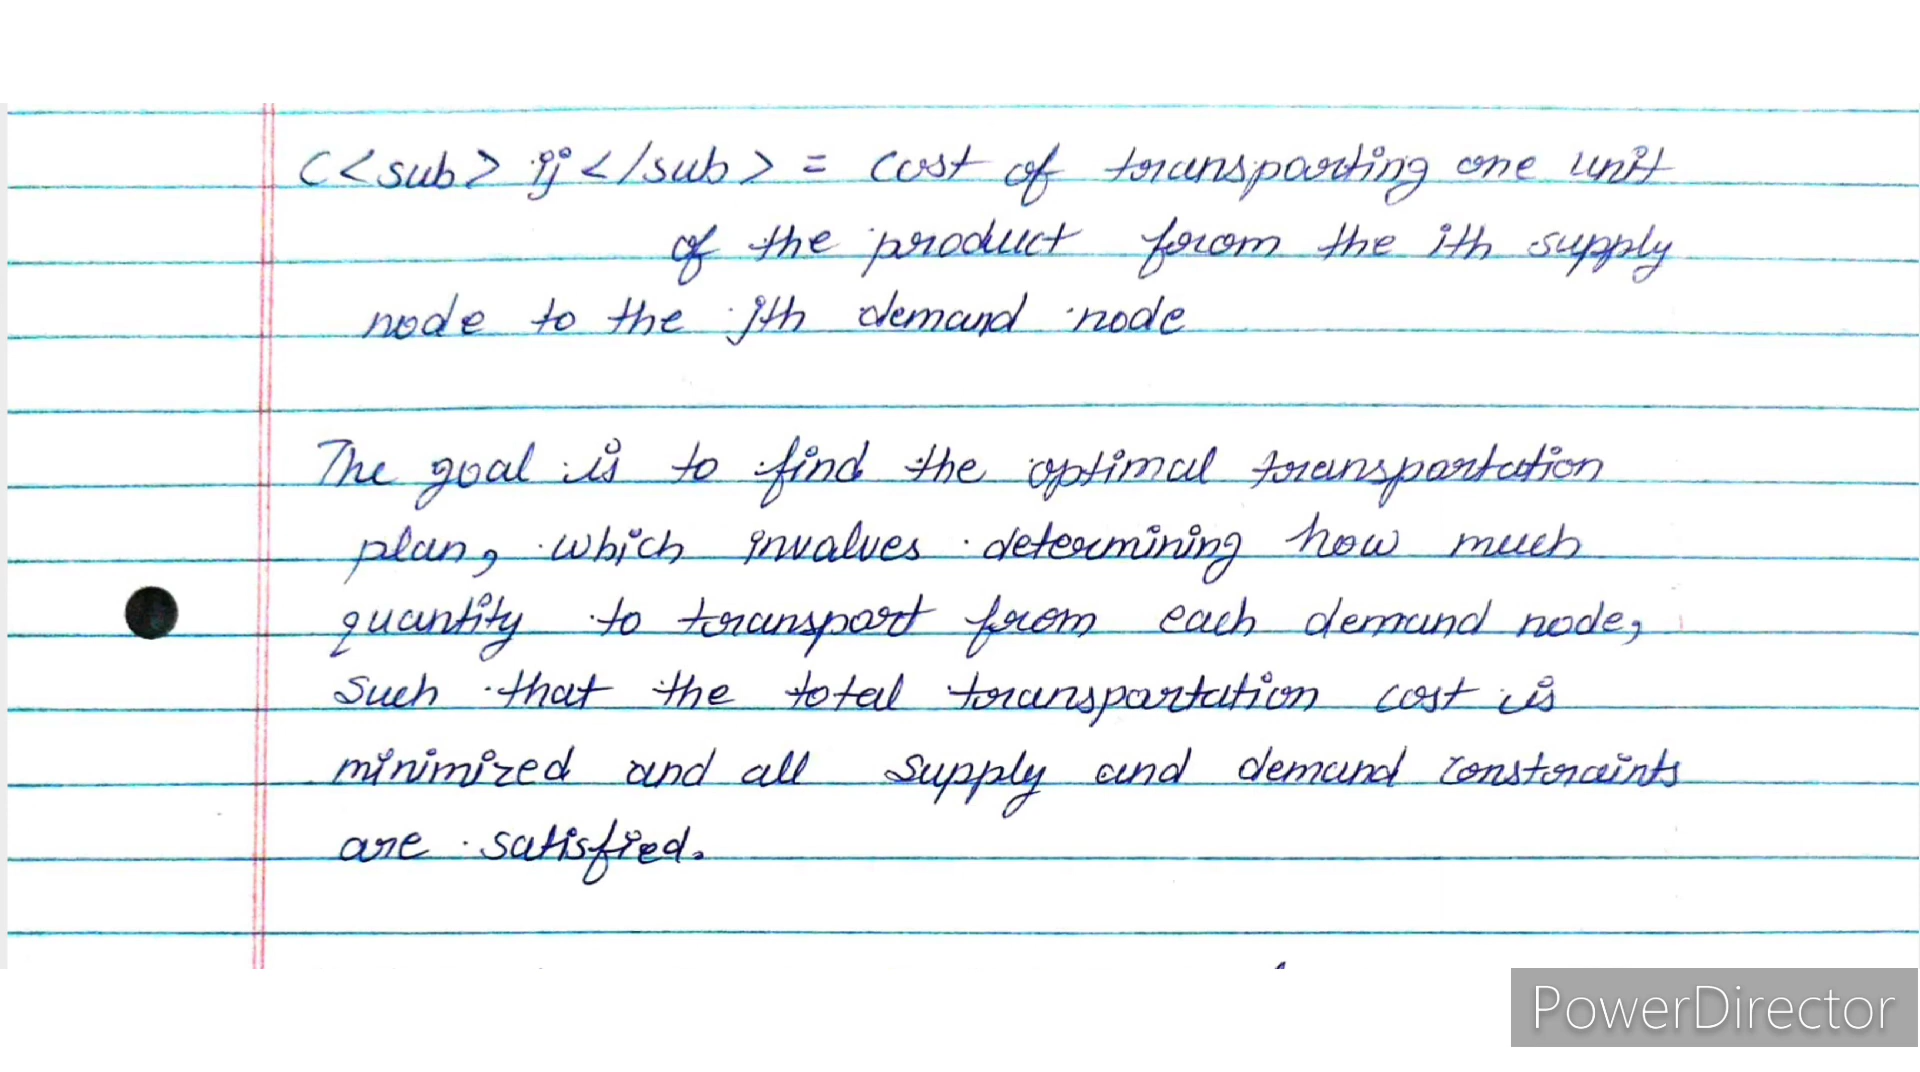 C<sub> ij </sub> = cost of transporting one unit
of the product from the ith supply
node to the jth demand node
The goal is to find the optimal transportation
plan, which involves determining how much
quantity to transport from each demand node,
Such that the total transportation cost is
minimized and all supply and demand constraints
are satisfied.
PowerDirector